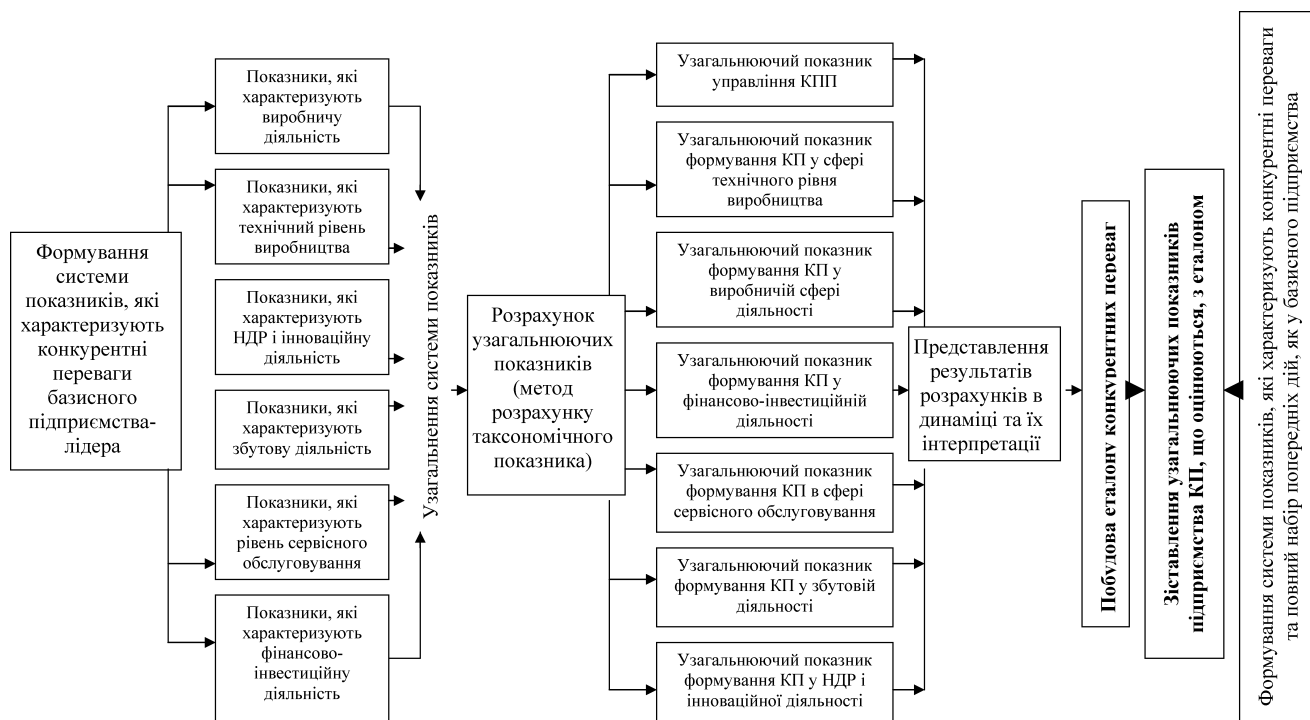 Формування
системи
показників, які
характеризують
конкурентні
переваги
базисного
підприємства-
лідера
Показники, які
характеризують
виробничу
діяльність
Показники, які
характеризують
технічний рівень
виробництва
Показники, які
характеризують
НДР і інноваційну
діяльність
Показники, які
характеризують
збутову діяльність
Показники, які
характеризують
рівень сервісного
обслуговування
Показники, які
характеризують
фінансово-
інвестиційну
діяльність
Узагальнення системи показників
Розрахунок
узагальнюючих
показників
(метод
розрахунку
таксономічного
показника)
Узагальнюючий показник
управління КПП
Узагальнюючий показник
формування КП у сфері
технічного рівня
виробництва
Узагальнюючий показник
формування КП у
виробничій сфері
діяльності
Узагальнюючий показник
формування КП у
фінансово-інвестиційній
діяльності
Узагальнюючий показник
формування КП в сфері
сервісного обслуговування
Узагальнюючий показник
формування КП у збутовій
діяльності
Узагальнюючий показник
формування КП у НДР і
інноваційної діяльності
Представлення
результатів
розрахунків в
динаміці та їх
інтерпретації
Побудова еталону конкурентних переваг
Зіставлення узагальнюючих показників
підприємства КП, що оцінюються, з еталоном
Формування системи показників, які характеризують конкурентні переваги
та повний набір попередніх дій, як у базисного підприємства